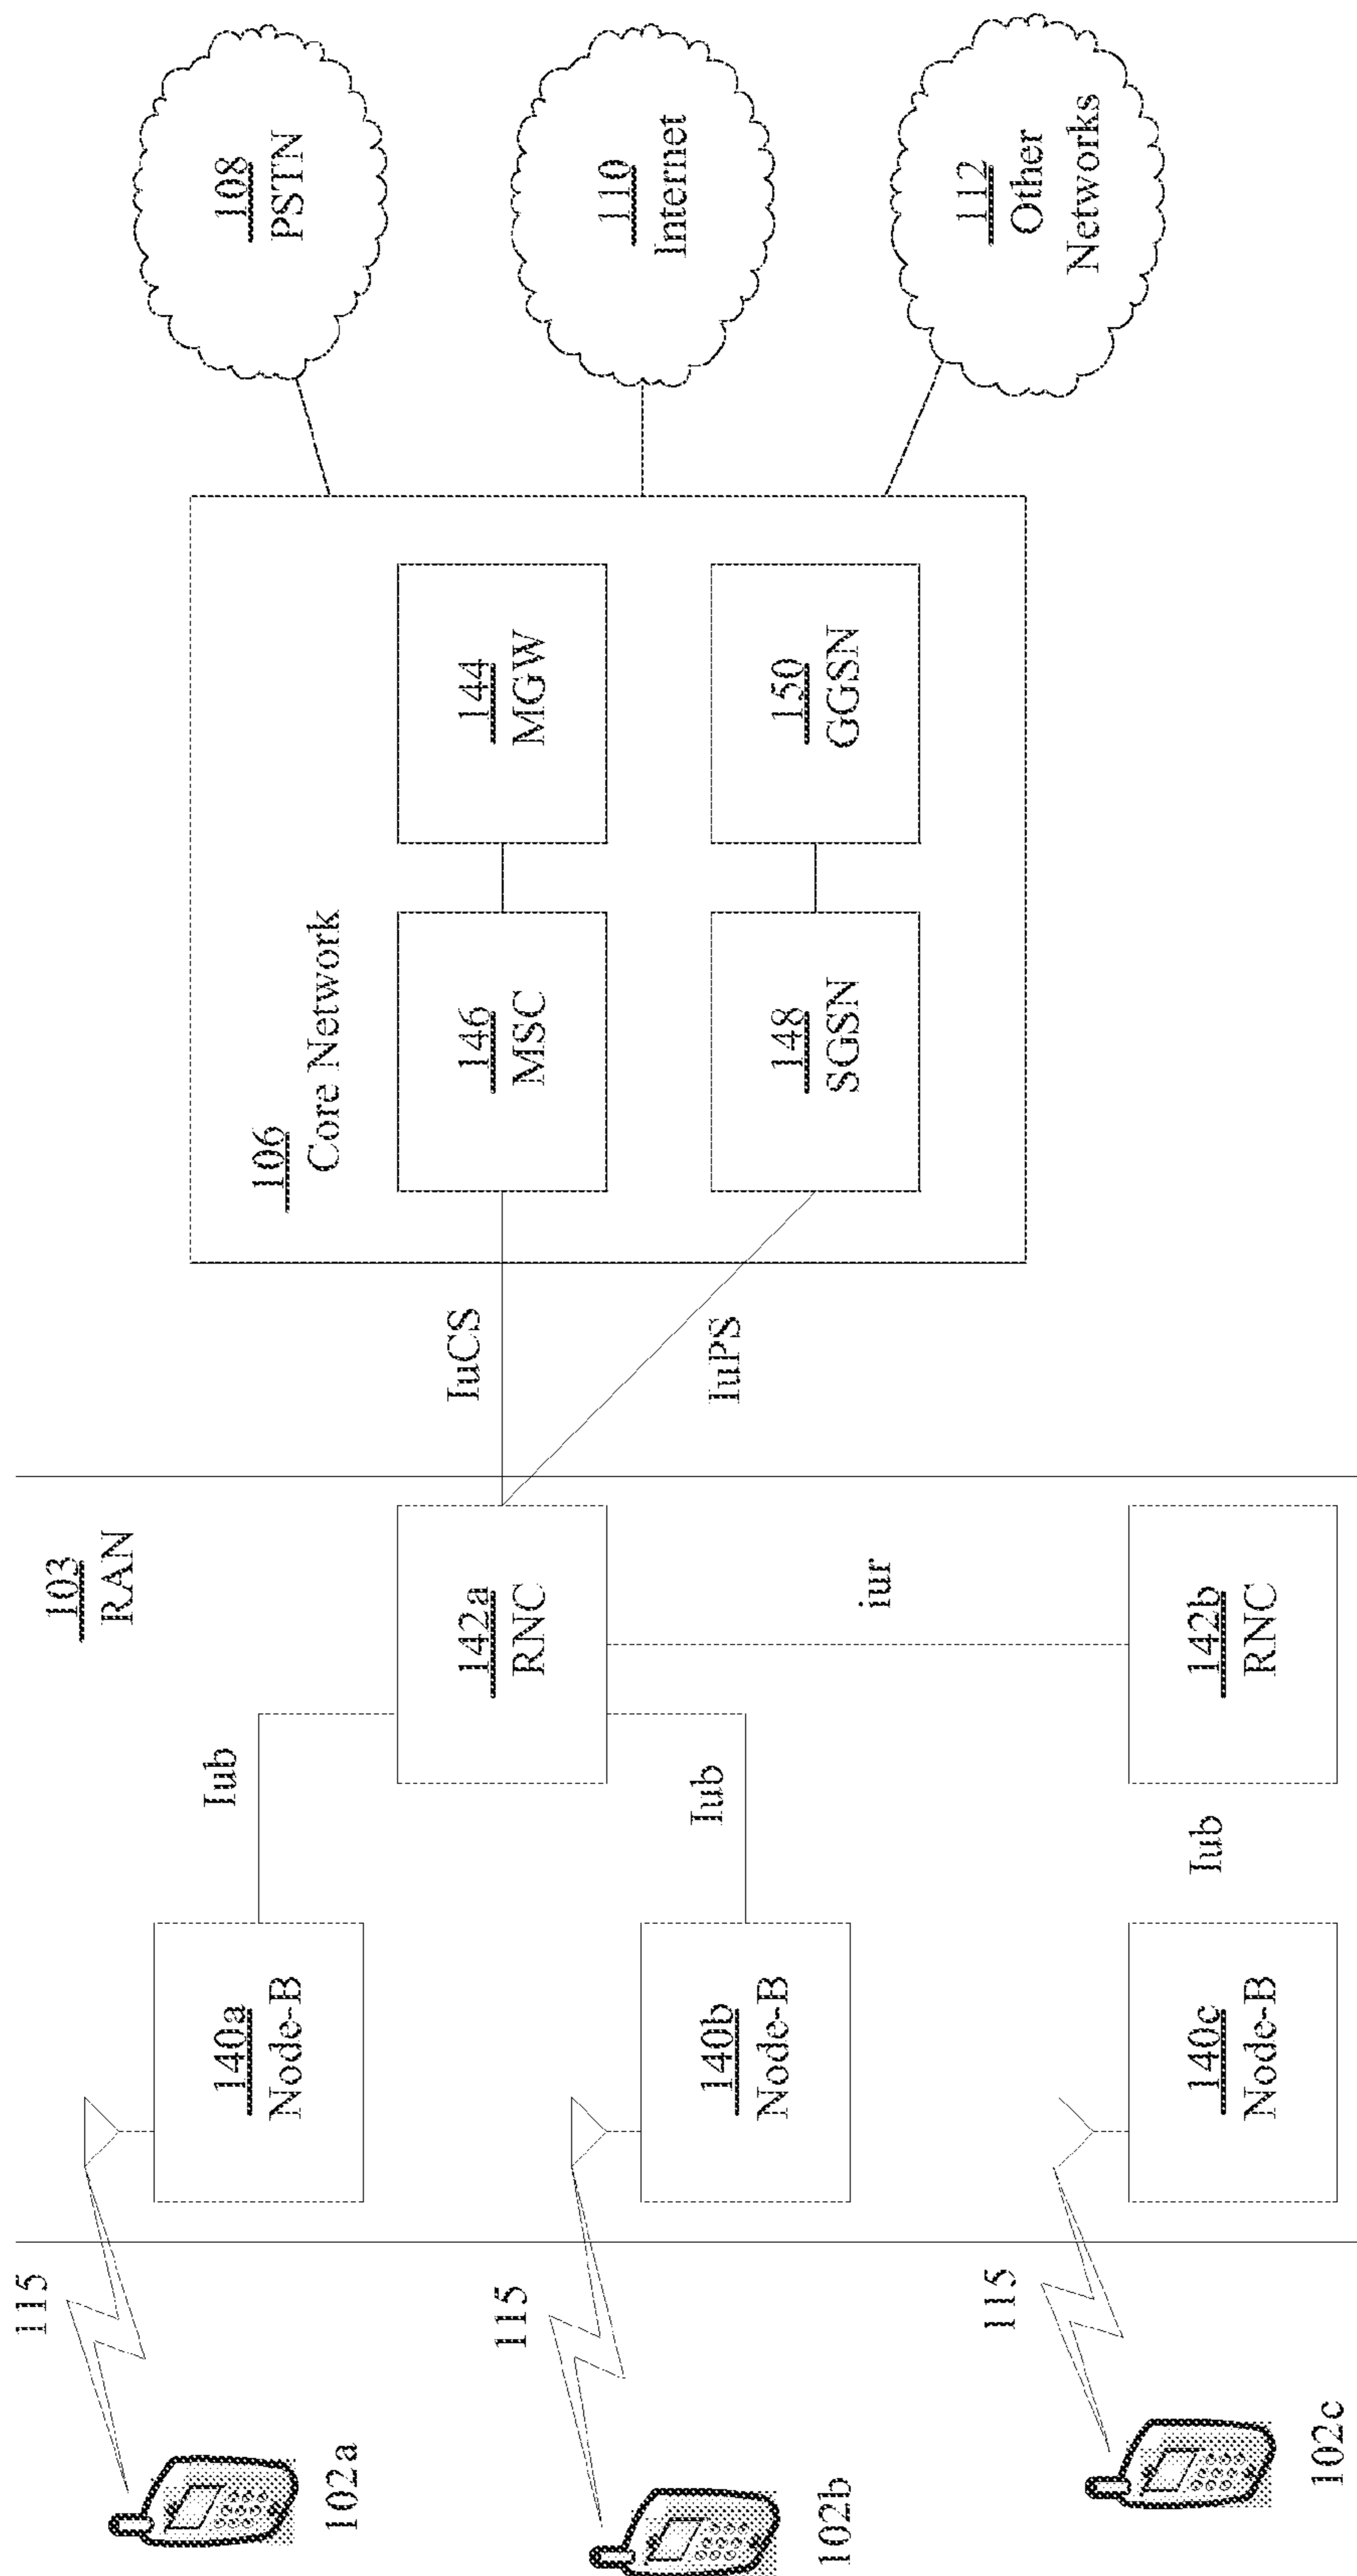 115
102a
140a
Node-B
Iub
103
RAN
115
102b
140b
Node-B
Iub
142a
RNC
iur
115
102c
140c
Node-B
Iub
142b
RNC
IuCS
IuPS
106
Core Network
146
MSC
144
MGW
148
SGSN
150
GGSN
108
PSTN
110
Internet
112
Other
Networks